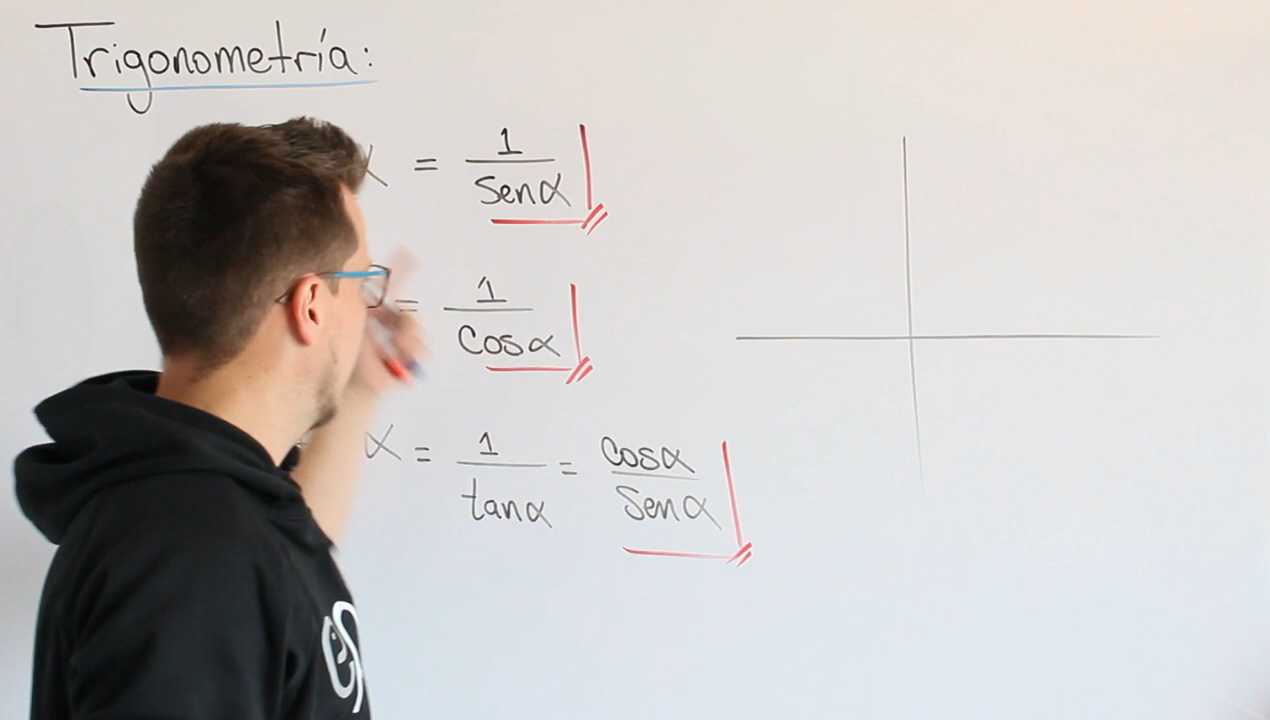 Trigonometría:
α = 1/senα
= 1/cosα
α = 1/tanα = cosα/senα